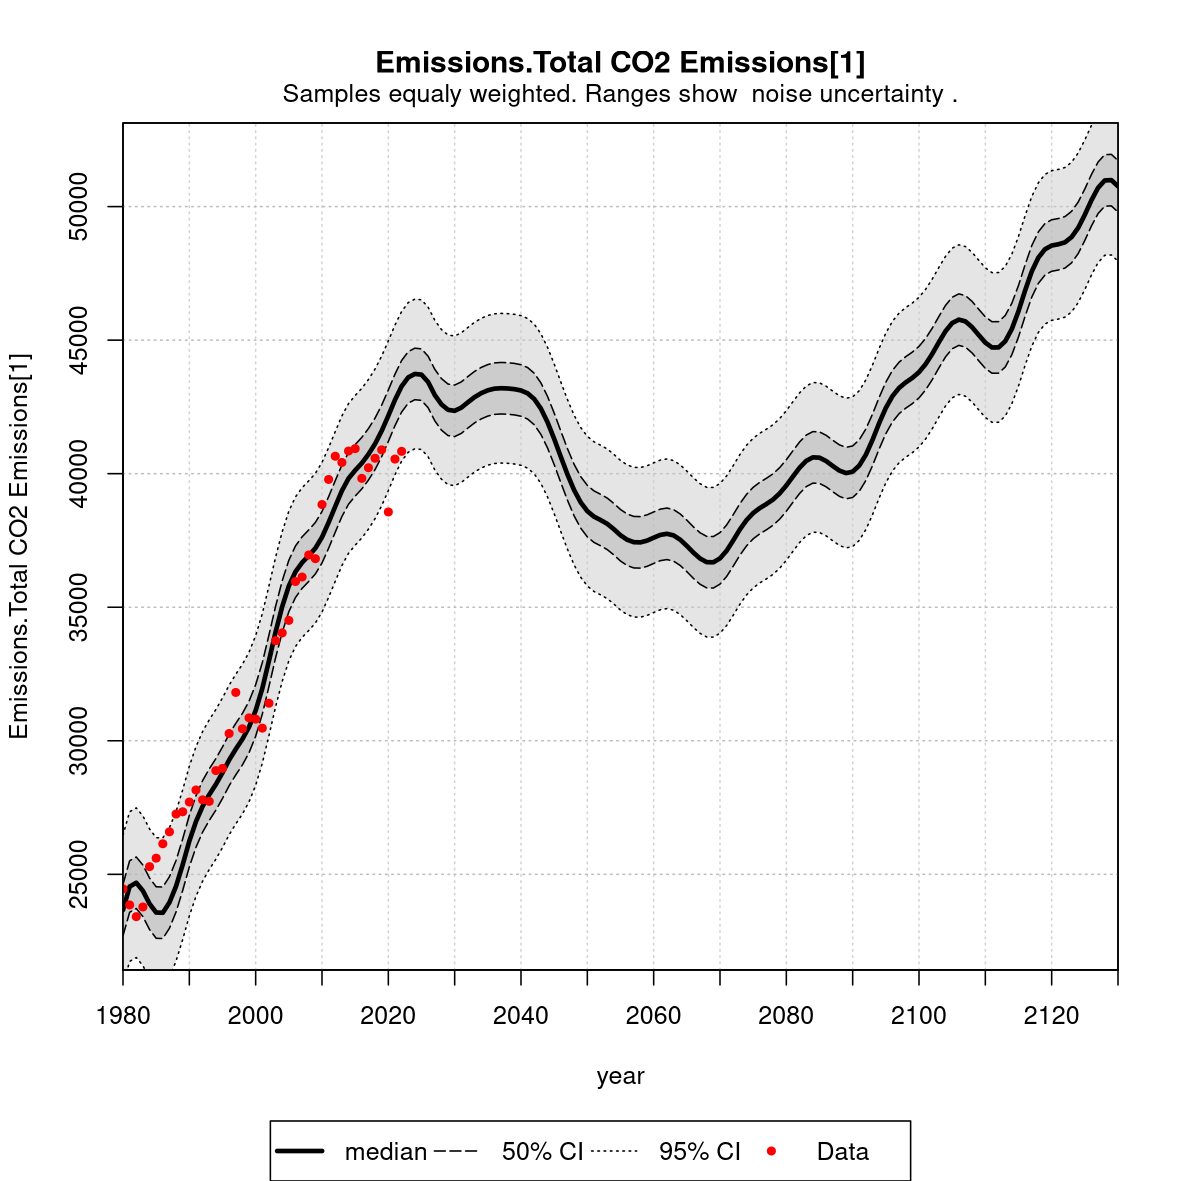 Emissions.Total CO2 Emissions[1]
Samples equaly weighted. Ranges show  noise uncertainty .
Emissions.Total CO2 Emissions[1]
50000
45000
40000
35000
30000
25000
1980 2000 2020 2040 2060 2080 2100 2120
year
median 50% CI 95% CI Data